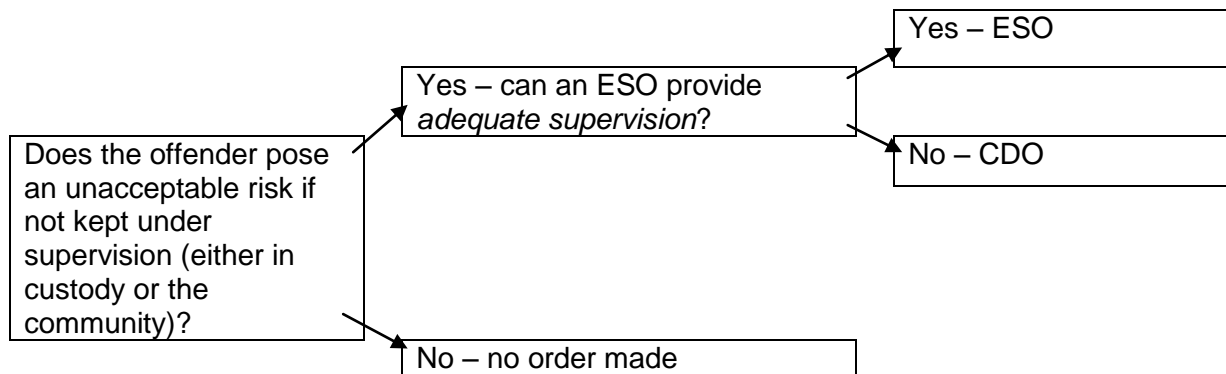 Does the offender pose
an unacceptable risk if
not kept under
supervision (either in
custody or the
community)?
Yes – can an ESO provide
adequate supervision?
Yes – ESO
No – CDO
No – no order made